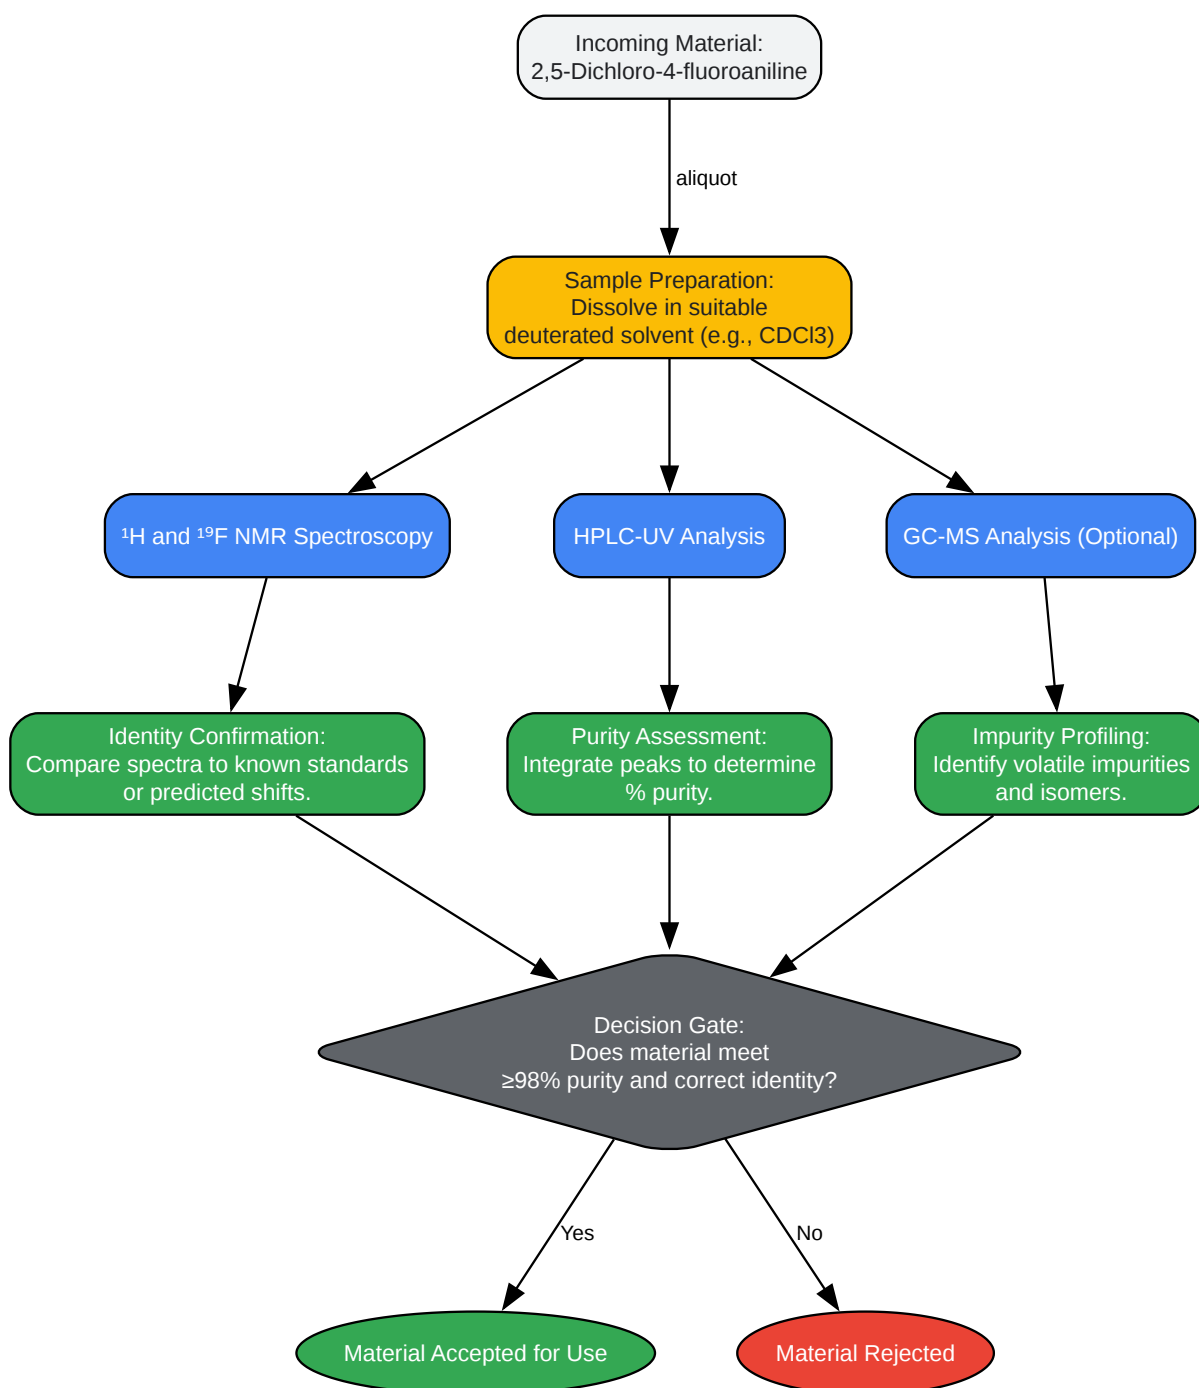 Incoming Material:
2,5-Dichloro-4-fluoroaniline
aliquot
Sample Preparation:
Dissolve in suitable
deuterated solvent (e.g., CDCl3)
¹H and ¹⁹F NMR Spectroscopy
HPLC-UV Analysis
GC-MS Analysis (Optional)
Identity Confirmation:
Compare spectra to known standards
or predicted shifts.
Purity Assessment:
Integrate peaks to determine
% purity.
Impurity Profiling:
Identify volatile impurities
and isomers.
Decision Gate:
Does material meet
≥98% purity and correct identity?
Yes
No
Material Accepted for Use
Material Rejected